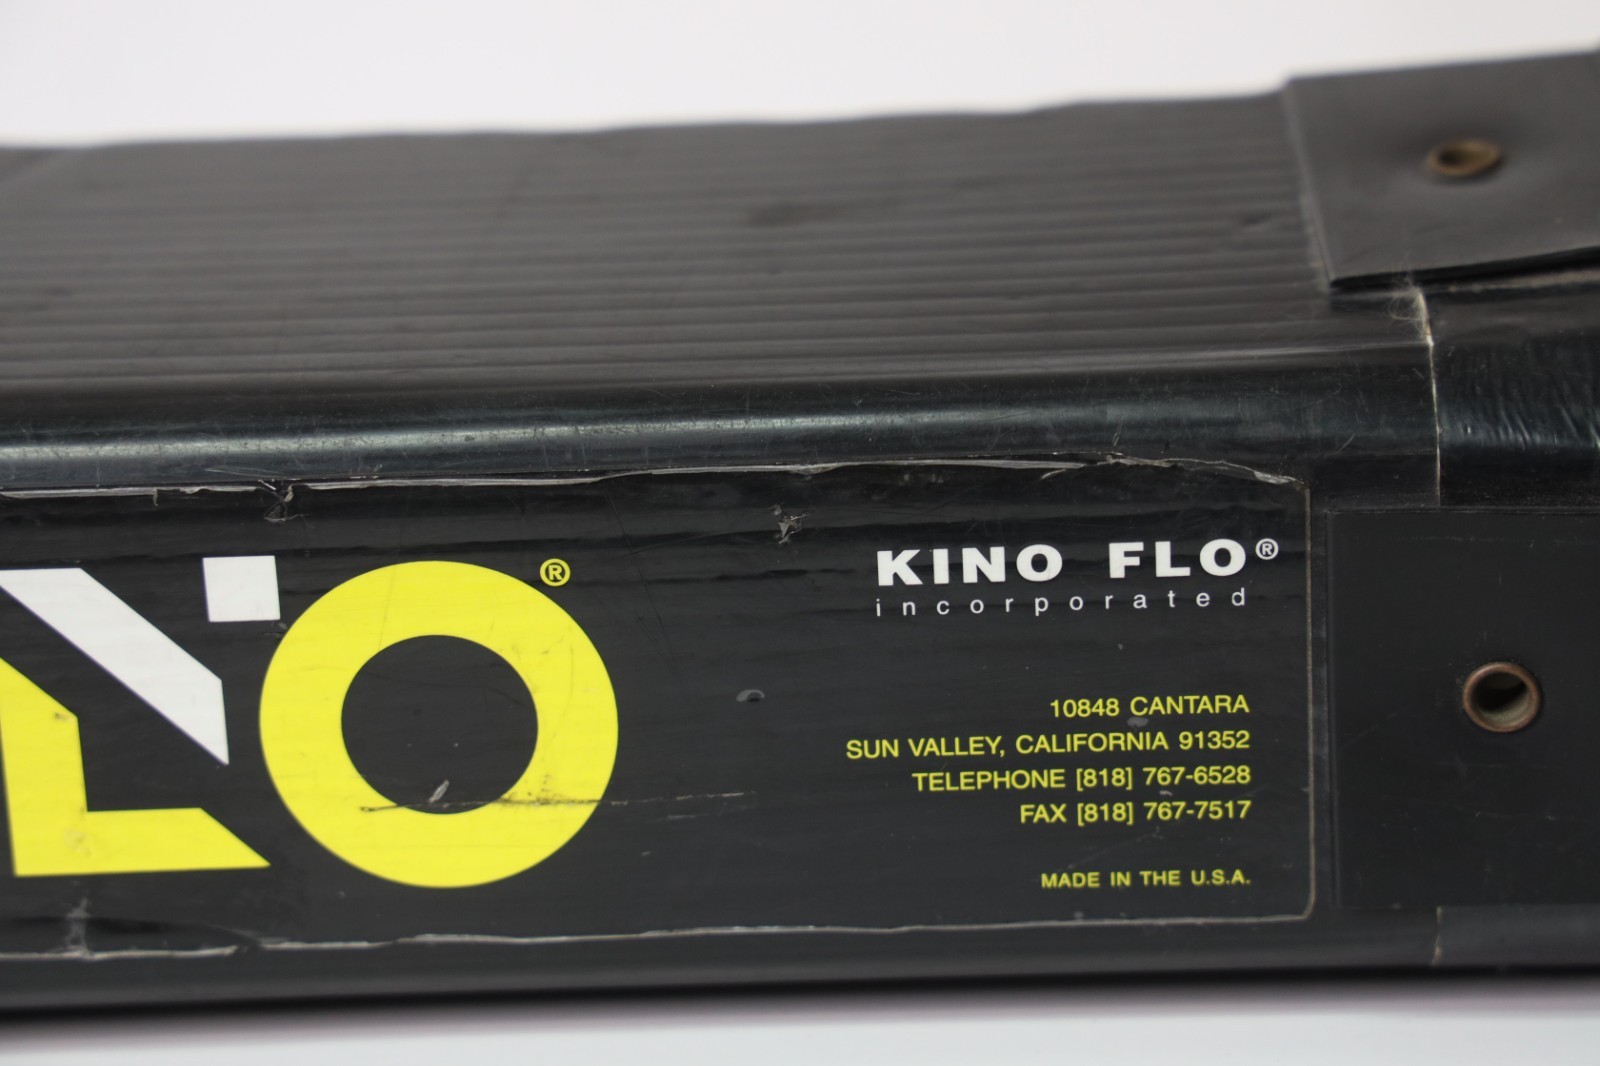 KINO FLO®
incorporated
10848 CANTARA
SUN VALLEY, CALIFORNIA 91352
TELEPHONE [818] 767-6528
FAX [818] 767-7517
MADE IN THE U.S.A.
LO®